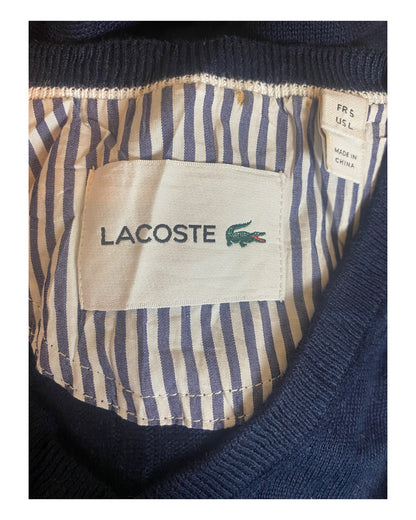 LACOSTE
FR 5
US L
MADE IN
CHINA